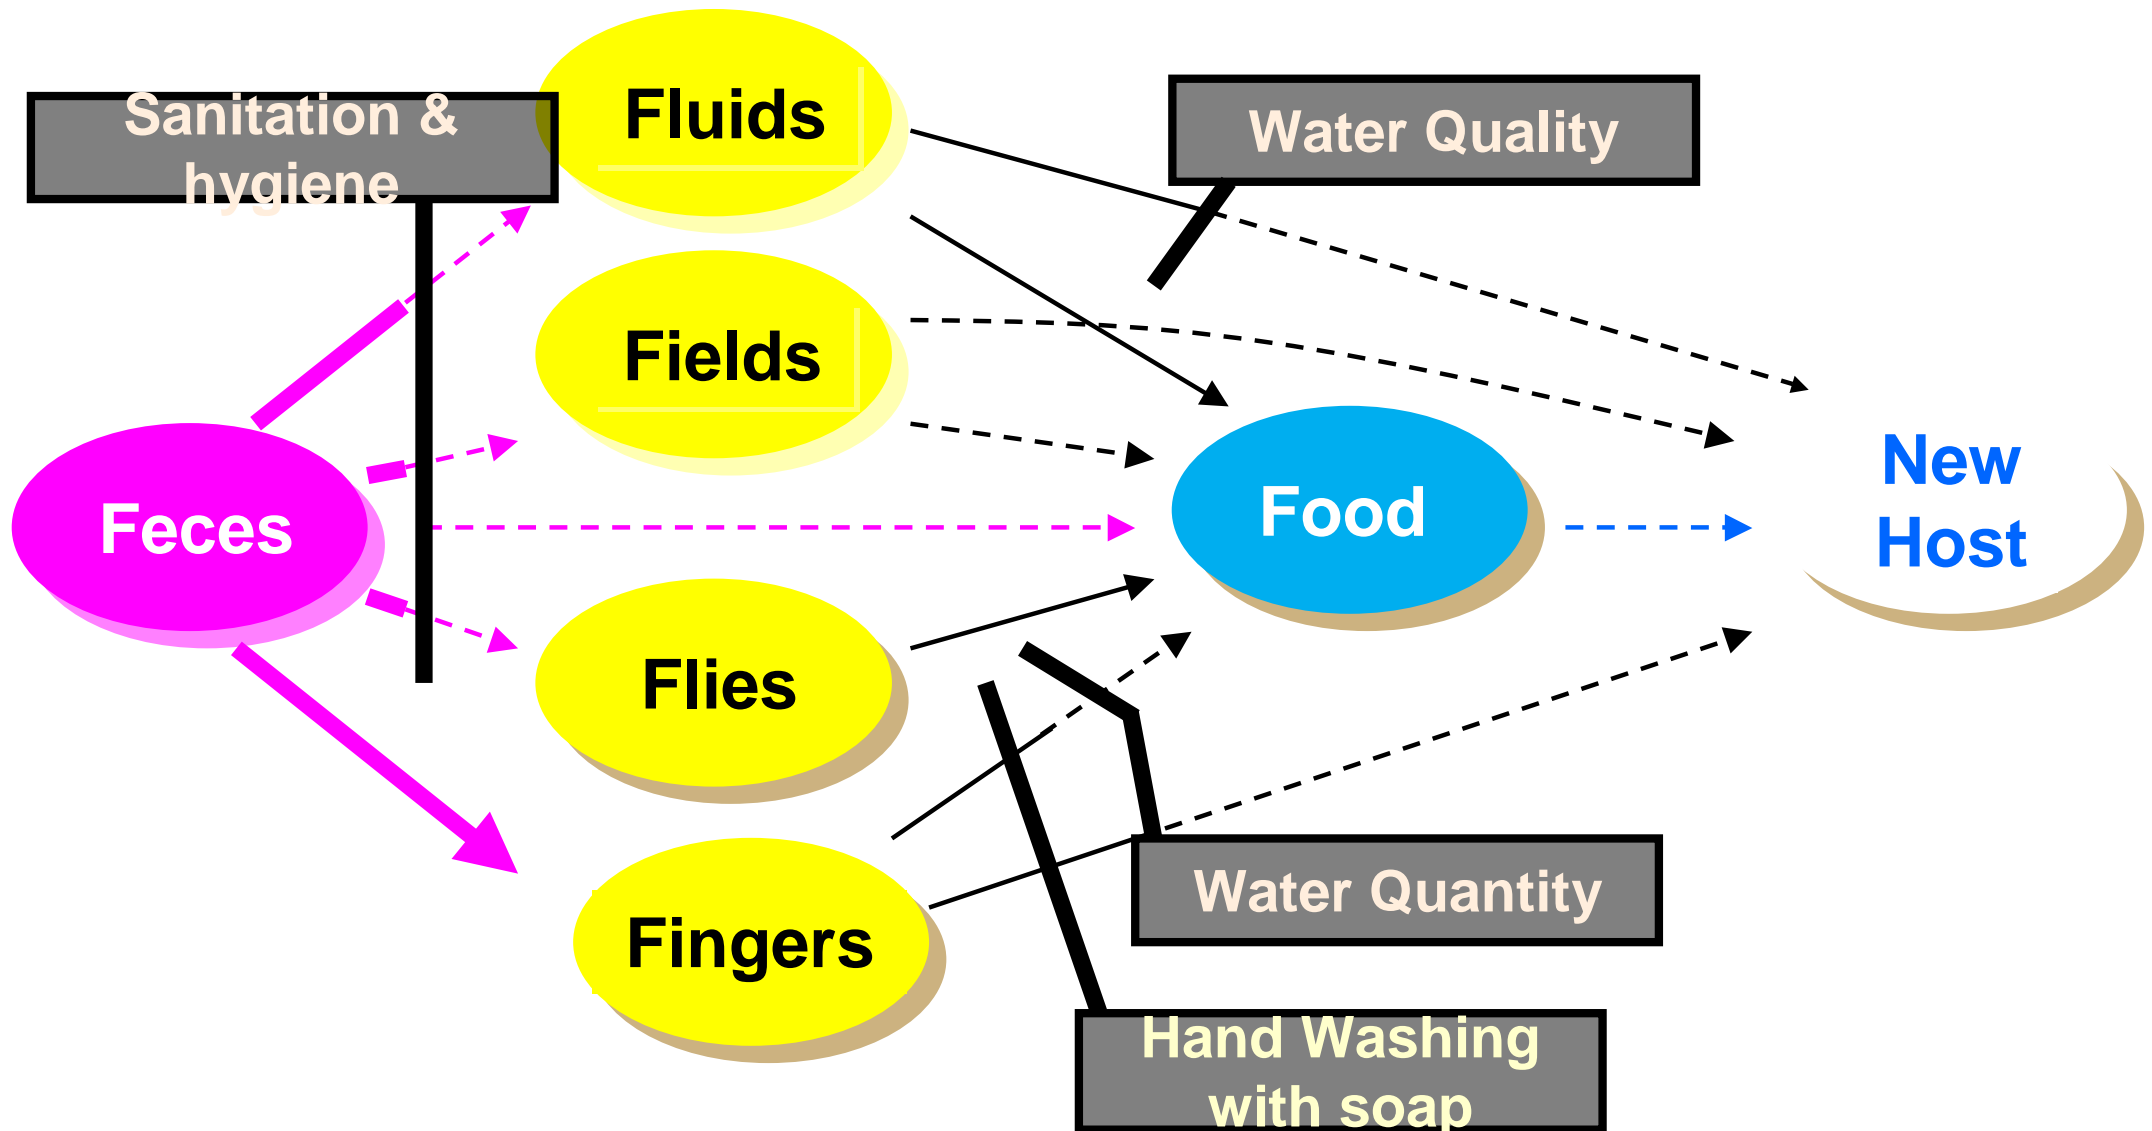 Fluids
Sanitation &
hygiene
Water Quality
Fields
New
Host
Feces
Food
Flies
Water Quantity
Fingers
Hand Washing
with soap